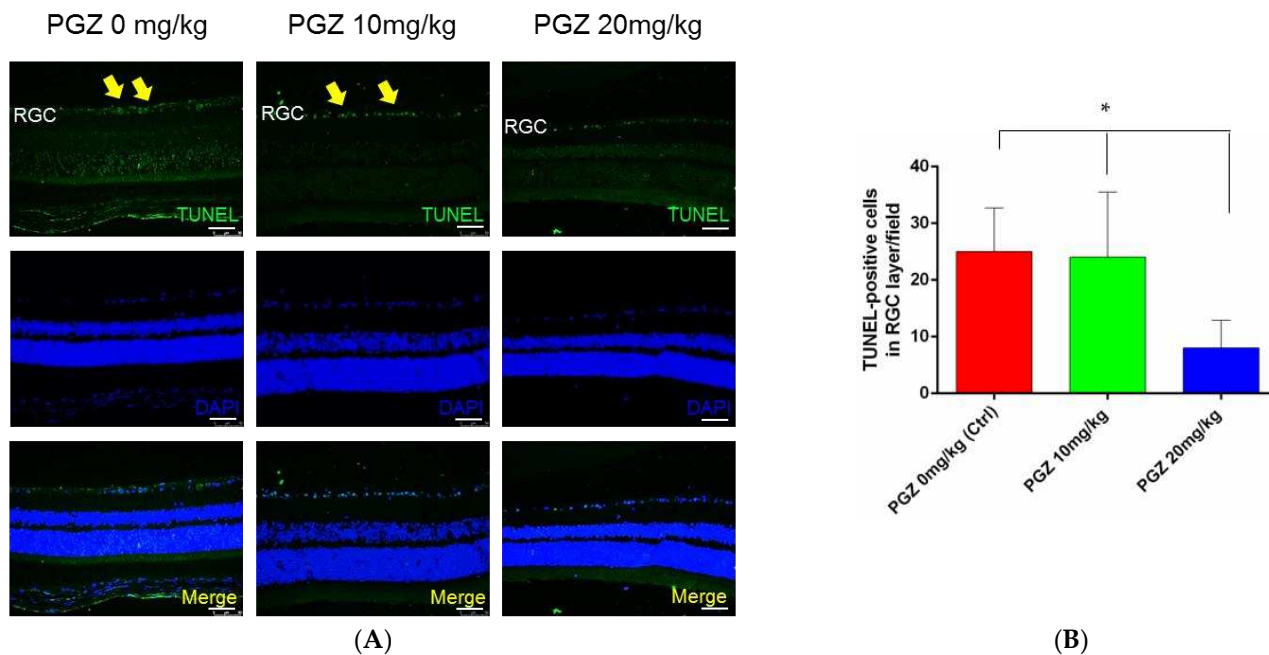 PGZ 0 mg/kg PGZ 10mg/kg PGZ 20mg/kg
RGC RGC RGC
TUNEL TUNEL TUNEL
DAPI DAPI DAPI
Merge Merge Merge
(A)
*
TUNEL-positive cells
in RGC layer/field
40
30
20
10
0
PGZ 0mg/kg (Ctrl)
PGZ 10mg/kg
PGZ 20mg/kg
(B)